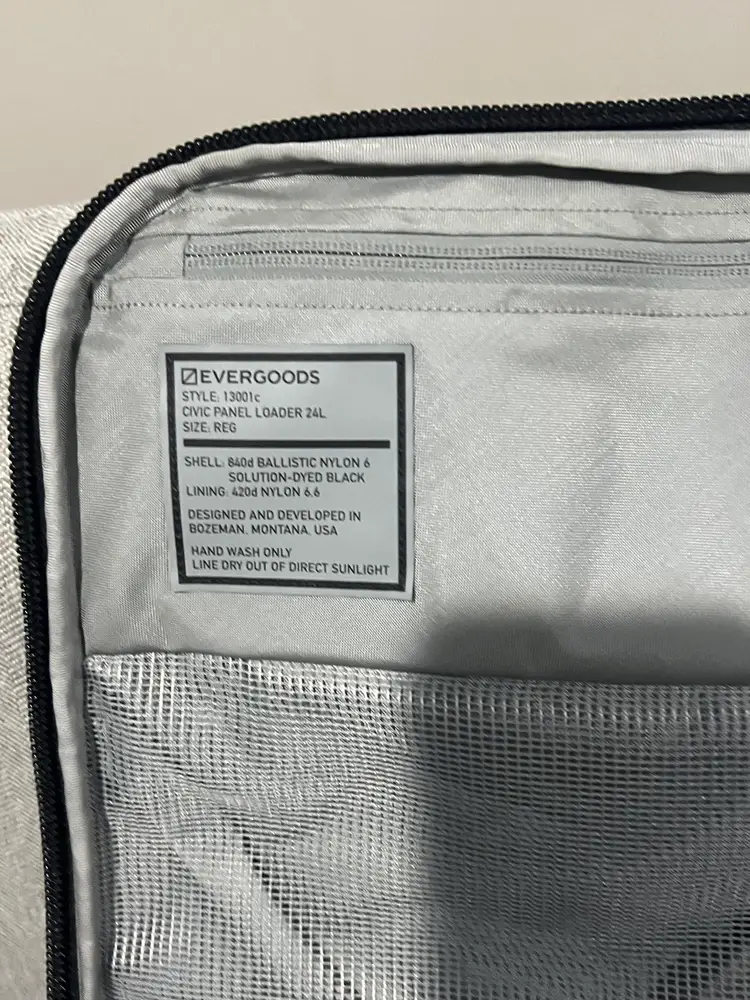 EVERGOODS
STYLE: 13001c
CIVIC PANEL LOADER 24L
SIZE: REG
SHELL: 840d BALLISTIC NYLON 6
SOLUTION-DYED BLACK
LINING: 420d NYLON 6.6
DESIGNED AND DEVELOPED IN
BOZEMAN, MONTANA, USA
HAND WASH ONLY
LINE DRY OUT OF DIRECT SUNLIGHT